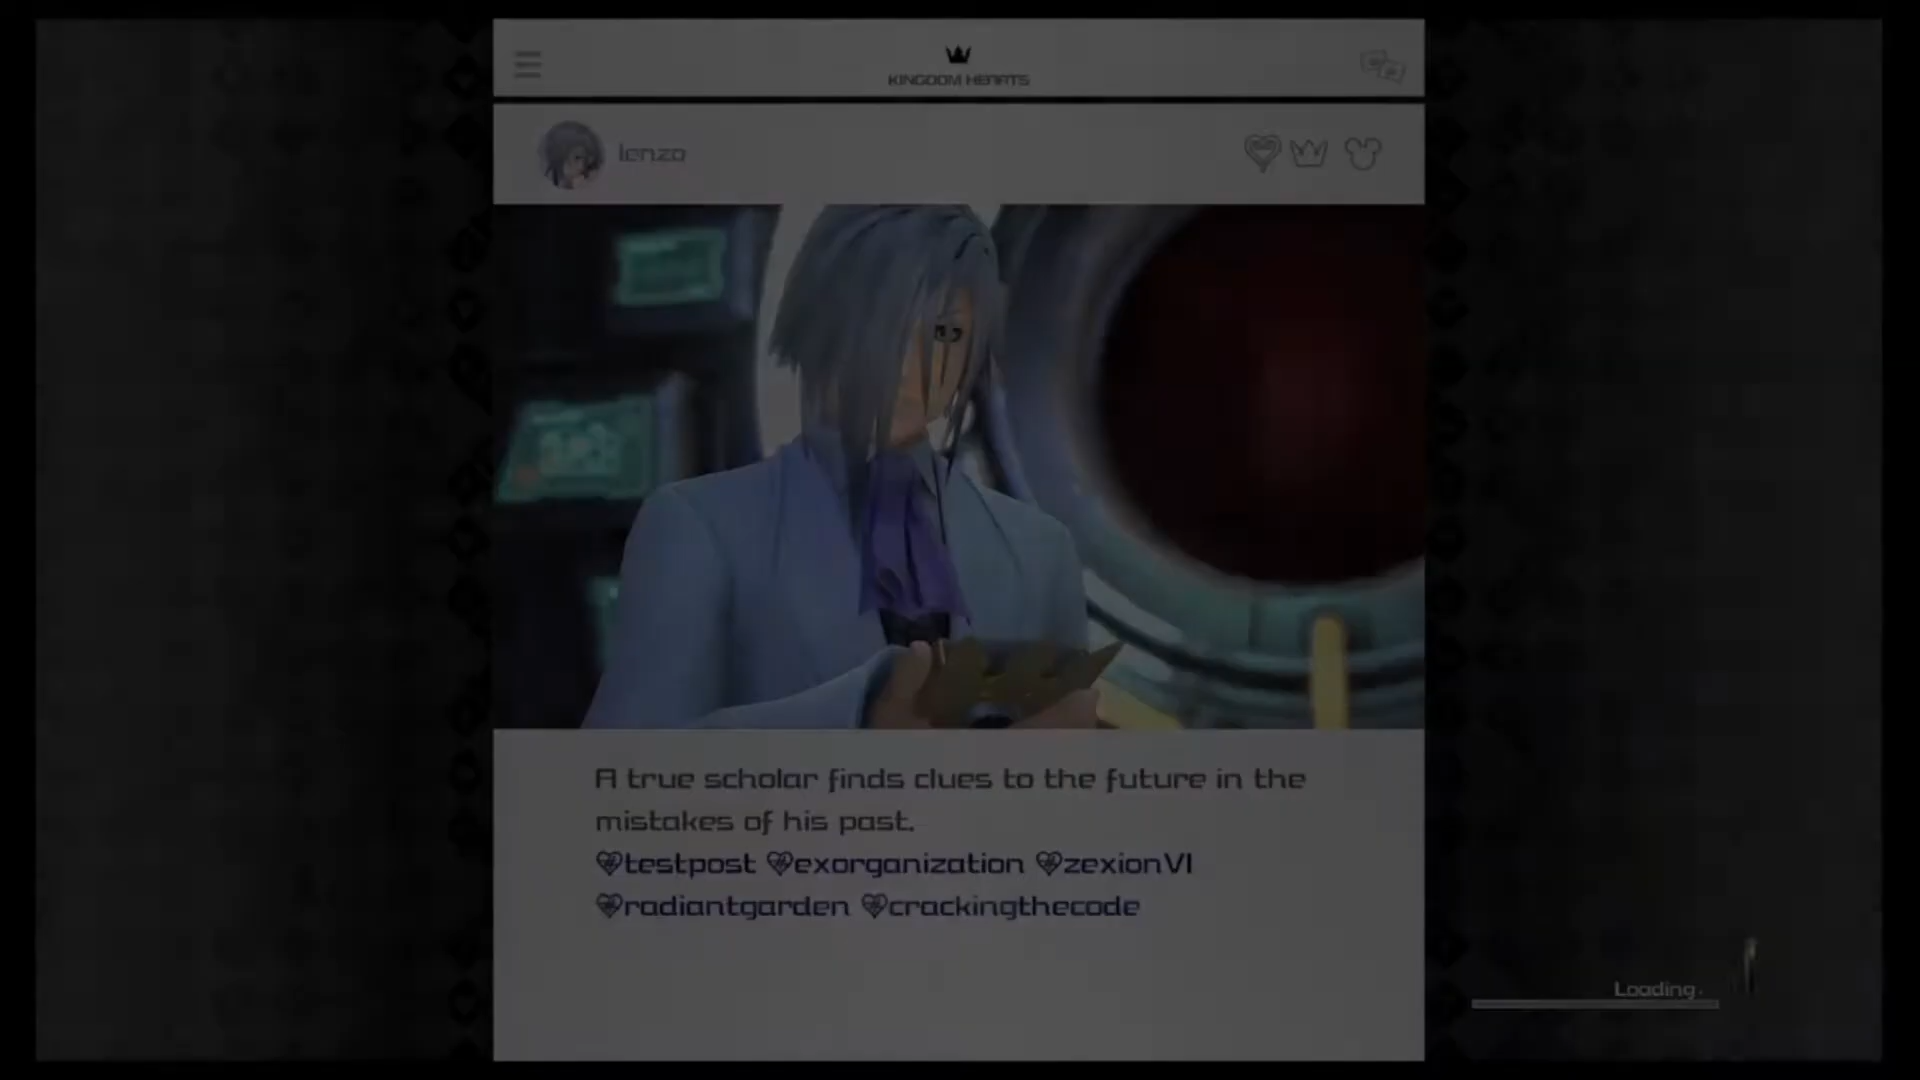 KINGDOM HEARTS
Ienzo
A true scholar finds clues to the future in the
mistakes of his past.
testpost exorganization zexionVI
radiantgarden crackingthecode
Loading.